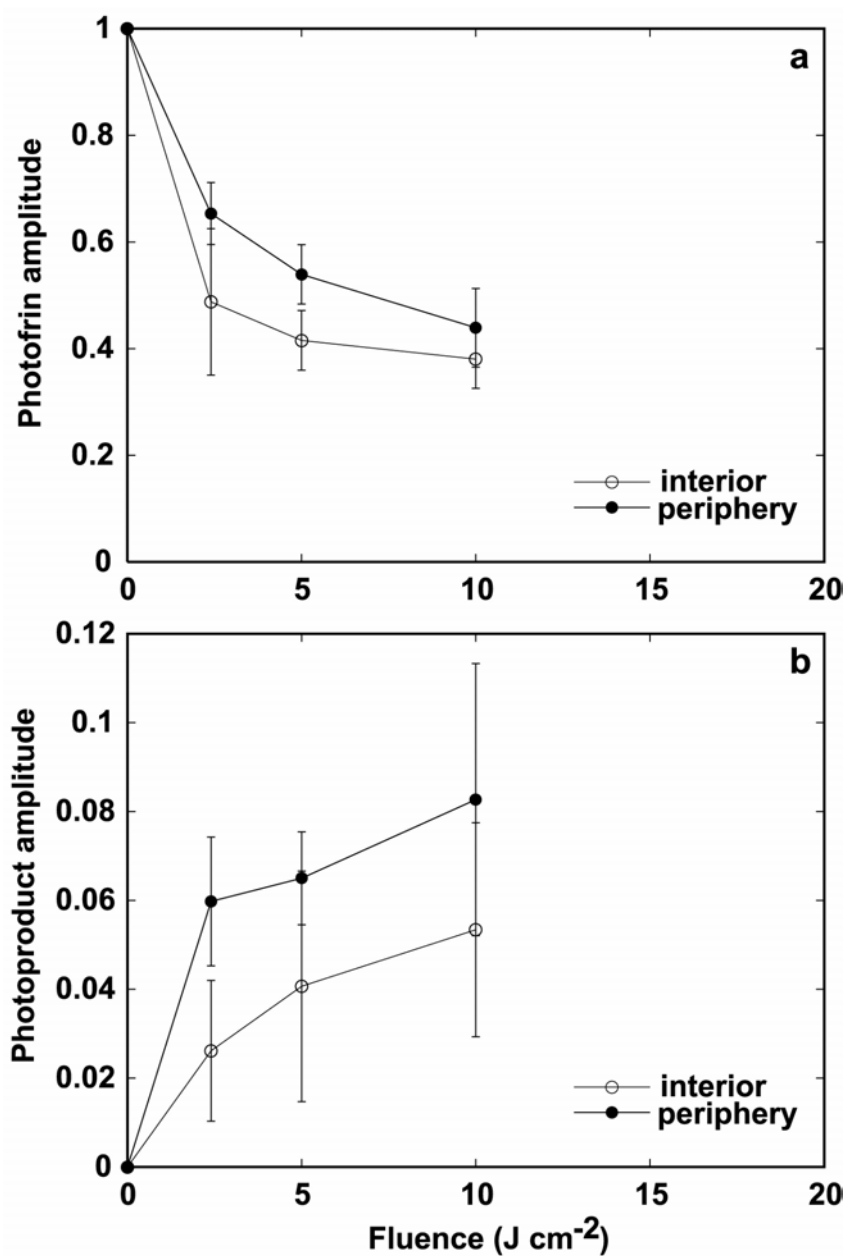 1
a
0.8
0.6
0.4
0.2
0
Photofrin amplitude
interior
periphery
0 5 10 15 20
0.12
b
0.1
0.08
0.06
0.04
0.02
0
Photoproduct amplitude
interior
periphery
0 5 10 15 20
Fluence (J cm-2)